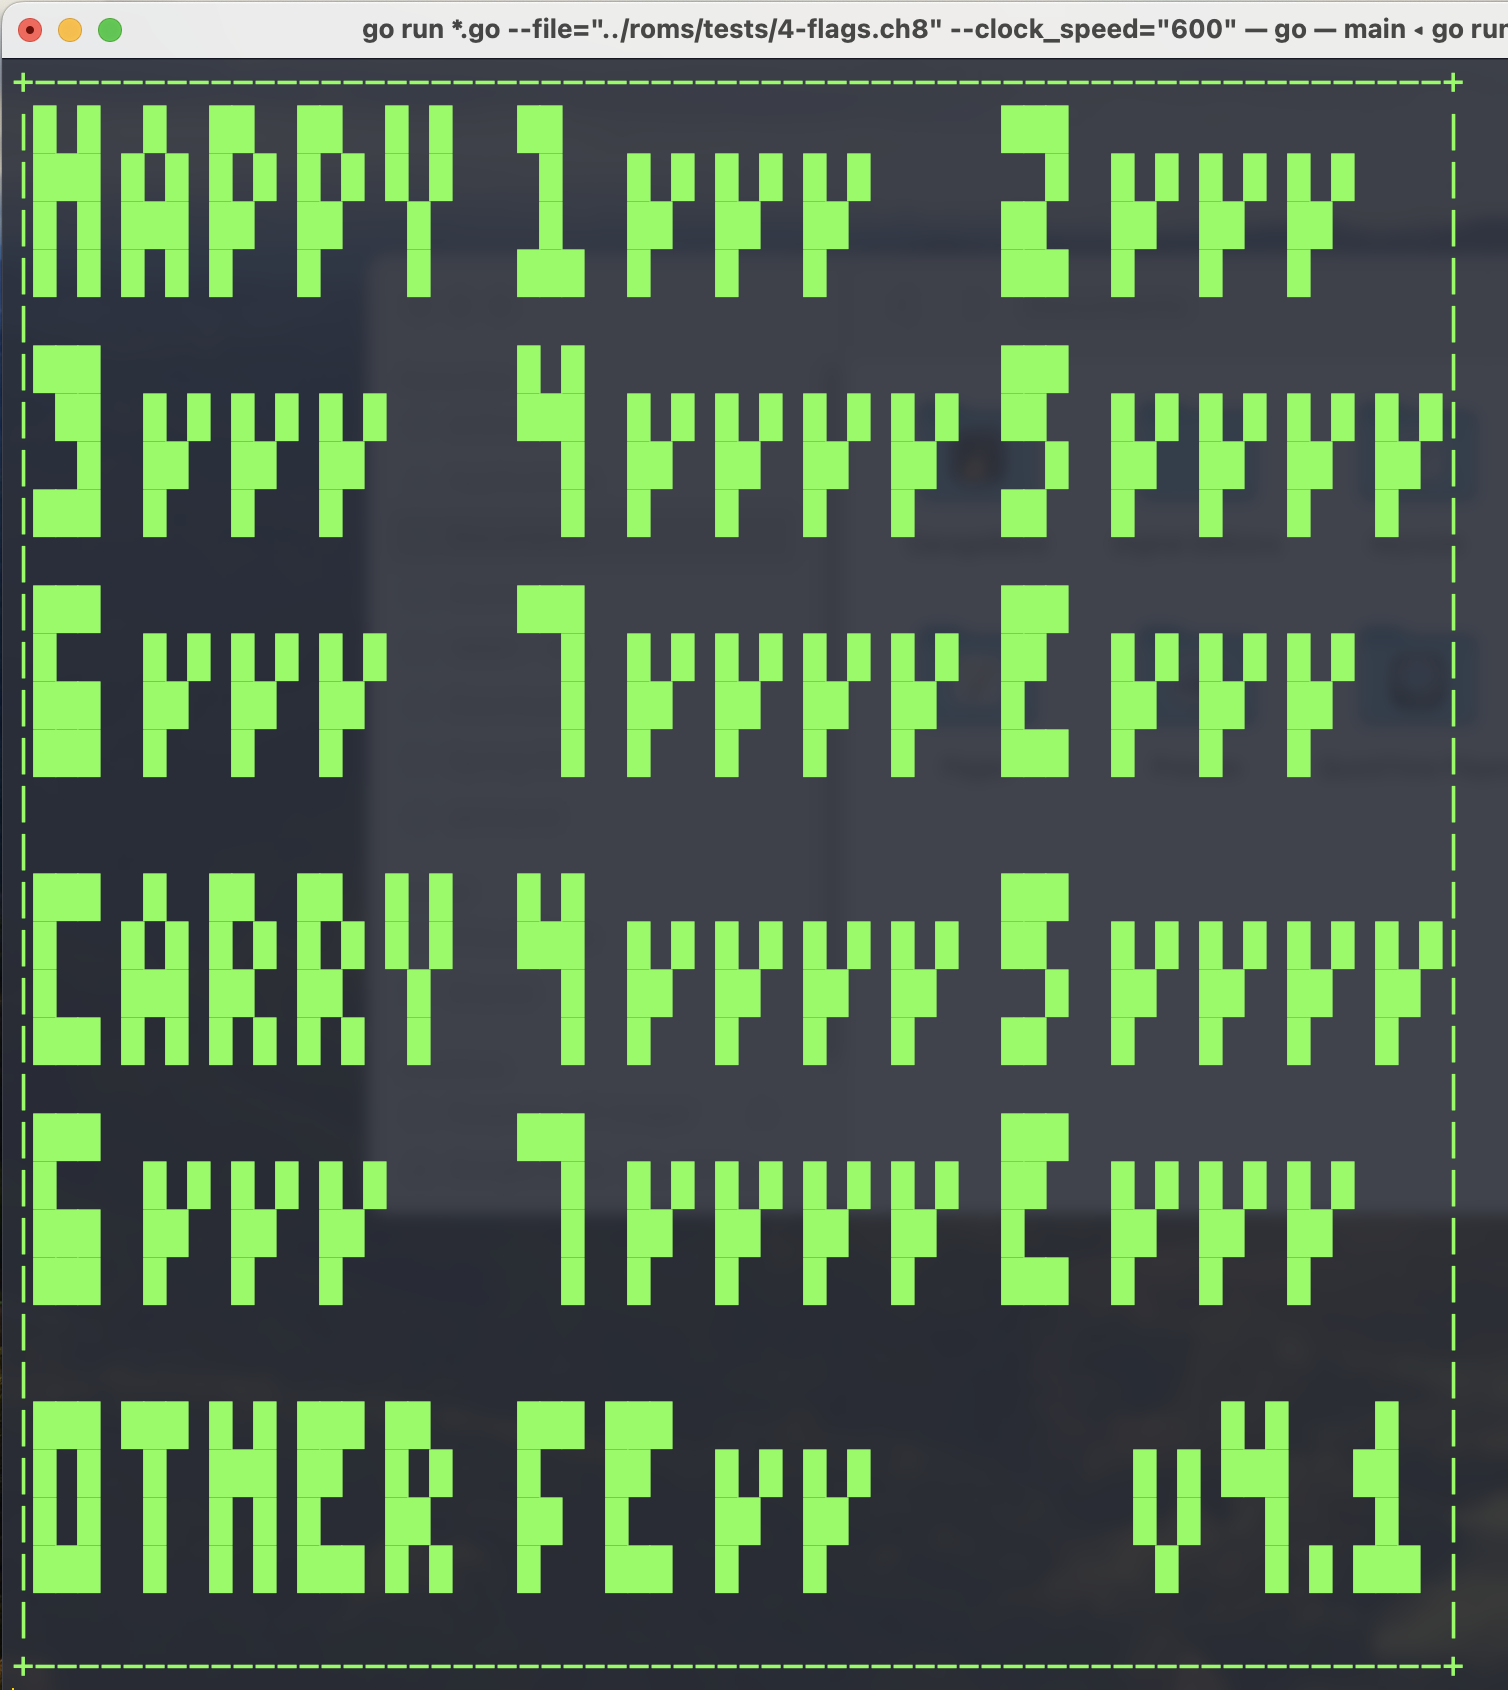 go run *.go --file="../roms/tests/4-flags.ch8" --clock_speed="600" — go — main ◂ go run
HAPPY 1 ✓✓✓ 2 ✓✓✓
3 ✓✓✓ 4 ✓✓✓✓ 5 ✓✓✓✓
6 ✓✓✓ 7 ✓✓✓✓ E ✓✓✓
CARRY 4 ✓✓✓✓ 5 ✓✓✓✓
6 ✓✓✓ 7 ✓✓✓✓ E ✓✓✓
OTHER FE ✓✓ v4.1